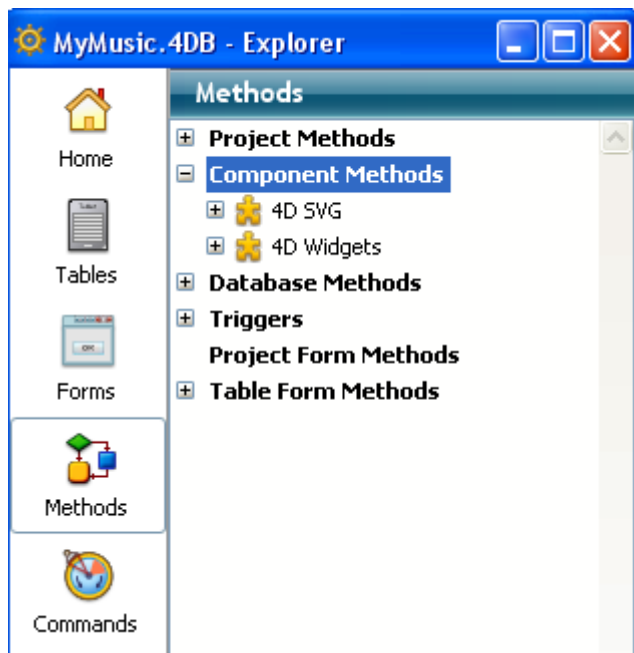 MyMusic.4DB - Explorer
Home
Tables
Forms
Methods
Commands
Methods
Project Methods
Component Methods
4D SVG
4D Widgets
Database Methods
Triggers
Project Form Methods
Table Form Methods